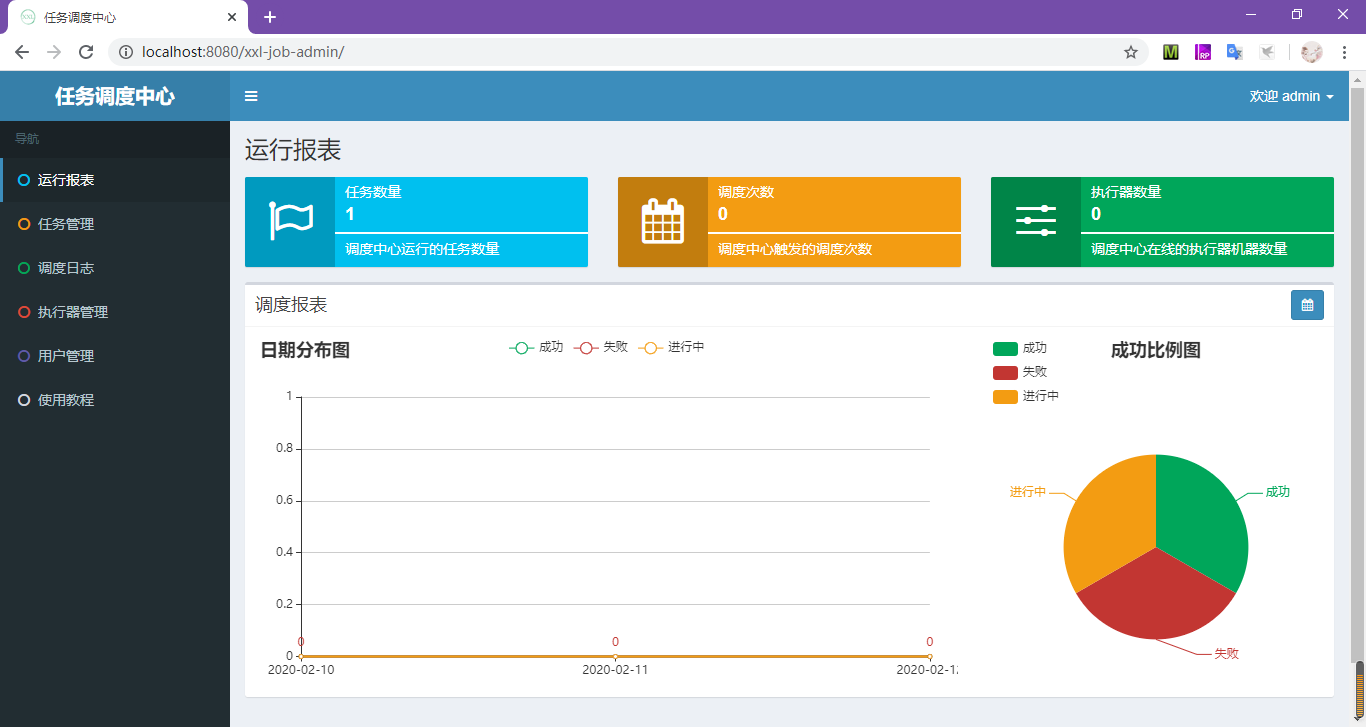 任务调度中心
localhost:8080/xxl-job-admin/
任务调度中心
欢迎 admin
导航
运行报表
任务管理
调度日志
执行器管理
用户管理
使用教程
运行报表
任务数量
1
调度中心运行的任务数量
调度次数
0
调度中心触发的调度次数
执行器数量
0
调度中心在线的执行器机器数量
调度报表
日期分布图
成功 失败 进行中
1
0.8
0.6
0.4
0.2
0
0 0 0
2020-02-10 2020-02-11 2020-02-1
成功
失败
进行中
成功比例图
进行中
成功
失败